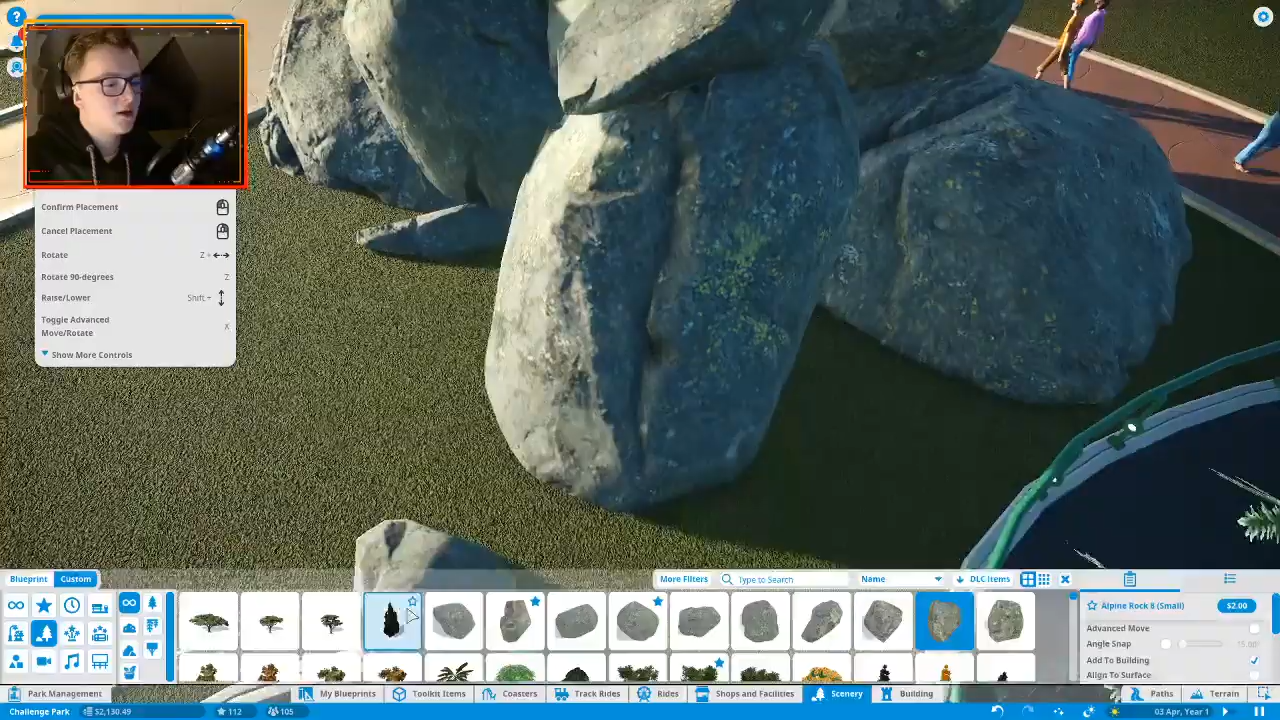 Confirm Placement
Cancel Placement
Rotate Z +
Rotate 90-degrees Z
Raise/Lower Shift +
Toggle Advanced Move/Rotate X
Show More Controls
Blueprint Custom More Filters Type to Search Name DLC Items
Alpine Rock 8 (Small) $2.00
Advanced Move
Angle Snap 15.00°
Add To Building
Align To Surface
Park Management My Blueprints Toolkit Items Coasters Track Rides Rides Shops and Facilities Scenery Building Paths Terrain
Challenge Park $2,130.49 112 105 03 Apr, Year 1